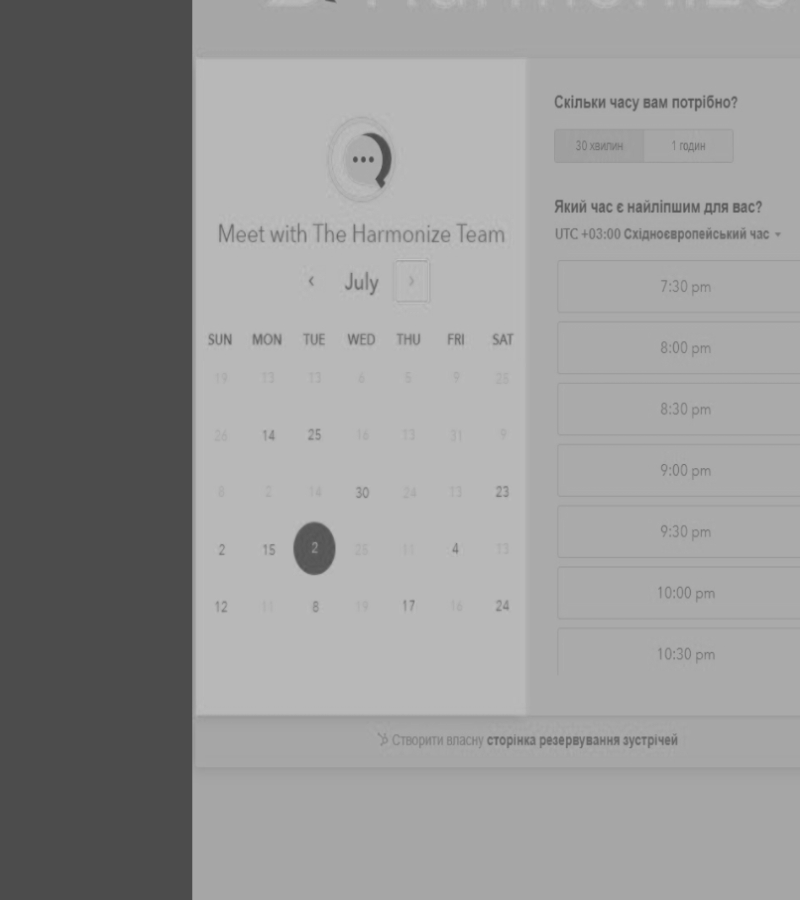 Meet with The Harmonize Team
‹ July ›
SUN MON TUE WED THU FRI SAT
19 13 13 6 8 9 25
26 14 25 16 13 31 9
8 2 14 30 24 13 23
2 15 2 25 11 4 13
12 11 8 19 17 16 24
Скільки часу вам потрібно?
30 хвилин 1 годин
Який час є найліпшим для вас?
UTC +03:00 Східноєвропейський час
7:30 pm
8:00 pm
8:30 pm
9:00 pm
9:30 pm
10:00 pm
10:30 pm
Створити власну сторінка резервування зустрічей